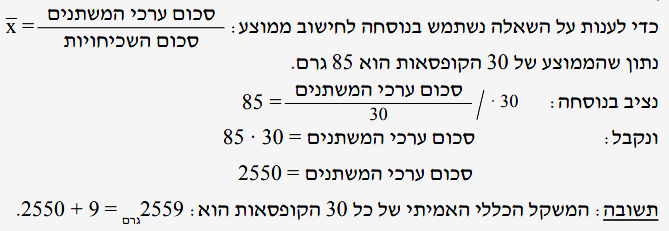 כדי לענות על השאלה נשתמש בנוסחה לחישוב ממוצע: x̅ = סכום ערכי המשתנים / סכום השכיחויות
נתון שהממוצע של 30 הקופסאות הוא 85 גרם.
נציב בנוסחה: 85 = סכום ערכי המשתנים / 30 / · 30
ונקבל: סכום ערכי המשתנים = 30 · 85
סכום ערכי המשתנים = 2550
תשובה: המשקל הכללי האמיתי של כל 30 הקופסאות הוא: 2559 גרם = 9 + 2550.